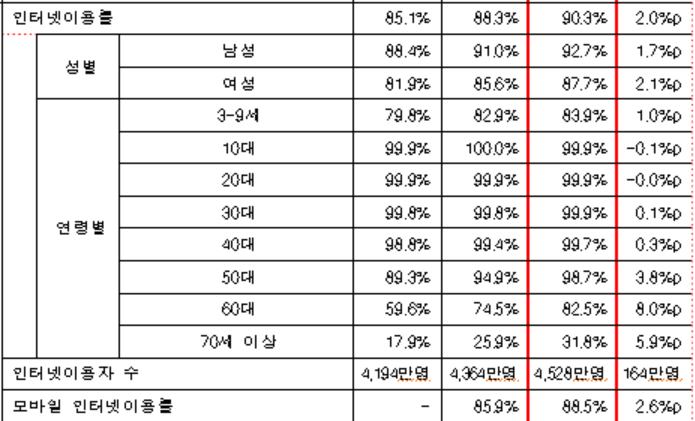 인터넷이용률 85.1% 88.3% 90.3% 2.0%p
성별 남성 88.4% 91.0% 92.7% 1.7%p
여성 81.9% 85.6% 87.7% 2.1%p
연령별 3-9세 79.8% 82.9% 83.9% 1.0%p
10대 99.9% 100.0% 99.9% -0.1%p
20대 99.9% 99.9% 99.9% -0.0%p
30대 99.8% 99.8% 99.9% 0.1%p
40대 98.8% 99.4% 99.7% 0.3%p
50대 89.3% 94.9% 98.7% 3.8%p
60대 59.6% 74.5% 82.5% 8.0%p
70세 이상 17.9% 25.9% 31.8% 5.9%p
인터넷이용자 수 4,194만명 4,364만명 4,528만명 164만명
모바일 인터넷이용률 - 85.9% 88.5% 2.6%p